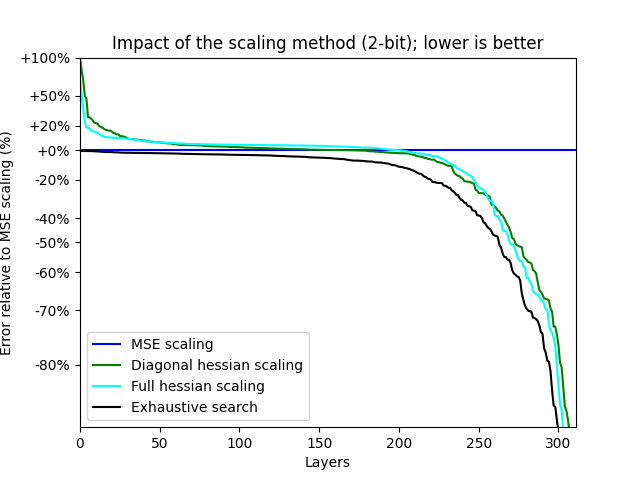 Impact of the scaling method (2-bit); lower is better
+100%
+50%
+20%
+0%
-20%
-40%
-50%
-60%
-70%
-80%
Error relative to MSE scaling (%)
MSE scaling
Diagonal hessian scaling
Full hessian scaling
Exhaustive search
0 50 100 150 200 250 300
Layers